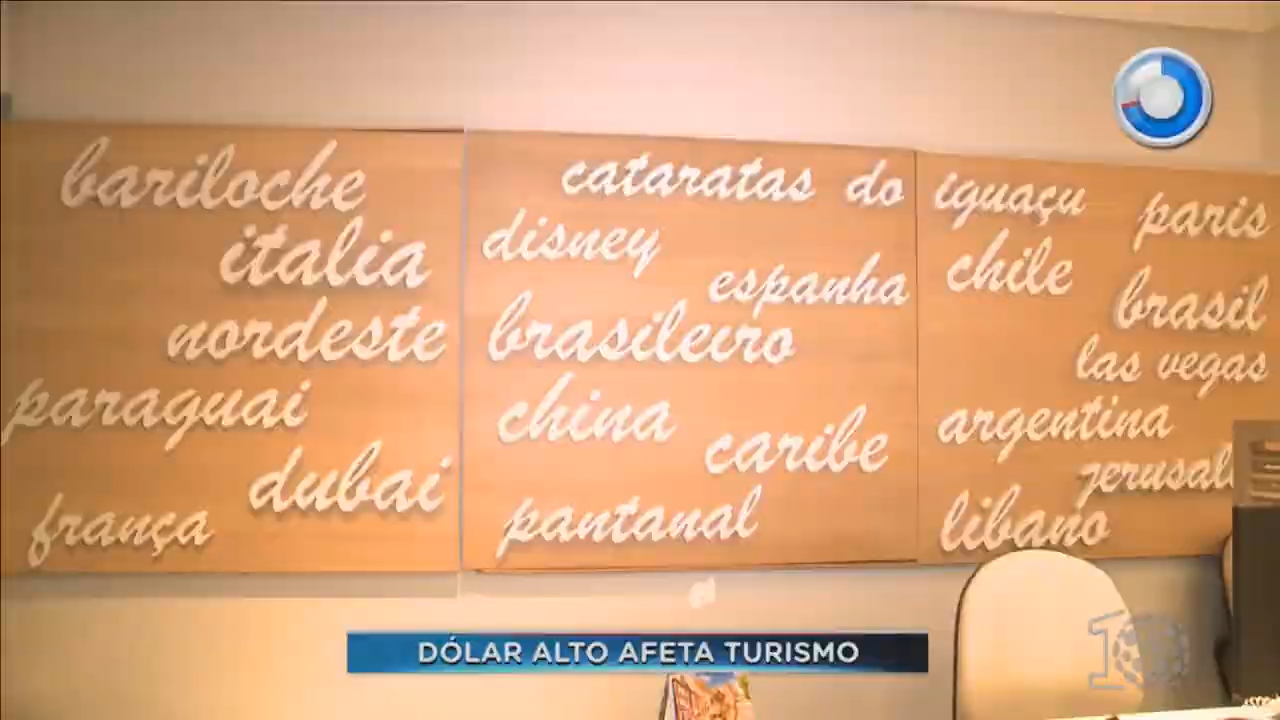 bariloche
italia
nordeste
paraguai
dubai
frança
cataratas do iguaçu
disney
espanha
brasileiro
china
caribe
pantanal
paris
chile
brasil
las vegas
argentina
jerusal
libano
DÓLAR ALTO AFETA TURISMO